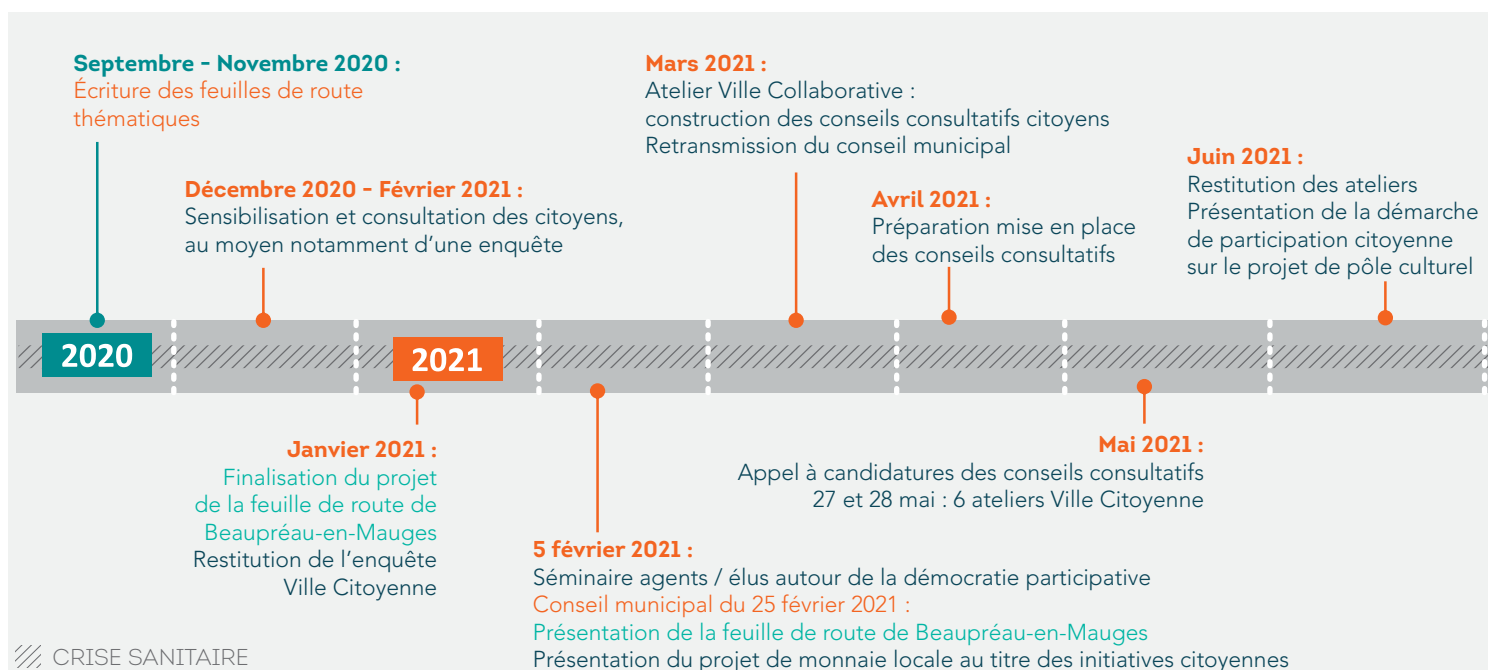 Septembre - Novembre 2020 :
Écriture des feuilles de route
thématiques
Décembre 2020 - Février 2021 :
Sensibilisation et consultation des citoyens,
au moyen notamment d'une enquête
Mars 2021 :
Atelier Ville Collaborative :
construction des conseils consultatifs citoyens
Retransmission du conseil municipal
Avril 2021 :
Préparation mise en place
des conseils consultatifs
Juin 2021 :
Restitution des ateliers
Présentation de la démarche
de participation citoyenne
sur le projet de pôle culturel
2020
2021
Janvier 2021 :
Finalisation du projet
de la feuille de route de
Beaupréau-en-Mauges
Restitution de l'enquête
Ville Citoyenne
5 février 2021 :
Séminaire agents / élus autour de la démocratie participative
Conseil municipal du 25 février 2021 :
Présentation de la feuille de route de Beaupréau-en-Mauges
Présentation du projet de monnaie locale au titre des initiatives citoyennes
Mai 2021 :
Appel à candidatures des conseils consultatifs
27 et 28 mai : 6 ateliers Ville Citoyenne
CRISE SANITAIRE